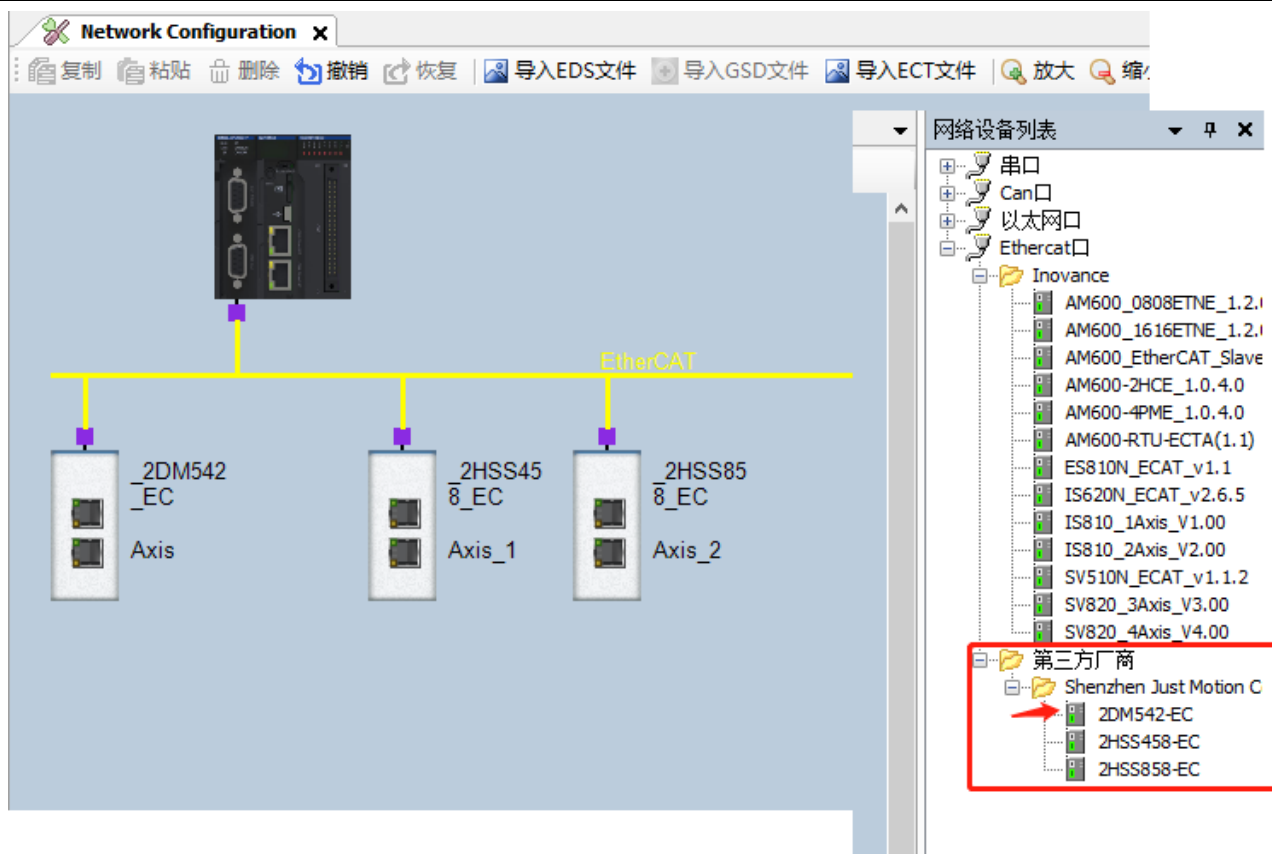 Network Configuration
复制 粘贴 删除 撤销 恢复 导入EDS文件 导入GSD文件 导入ECT文件 放大
EtherCAT
_2DM542
_EC
Axis
_2HSS45
8_EC
Axis_1
_2HSS85
8_EC
Axis_2
网络设备列表
串口
Can口
以太网口
Ethercat口
Inovance
AM600_0808ETNE_1.2.
AM600_1616ETNE_1.2.
AM600_EtherCAT_Slave
AM600-2HCE_1.0.4.0
AM600-4PME_1.0.4.0
AM600-RTU-ECTA(1.1)
ES810N_ECAT_v1.1
IS620N_ECAT_v2.6.5
IS810_1Axis_V1.00
IS810_2Axis_V2.00
SV510N_ECAT_v1.1.2
SV820_3Axis_V3.00
SV820_4Axis_V4.00
第三方厂商
Shenzhen Just Motion C
2DM542-EC
2HSS458-EC
2HSS858-EC